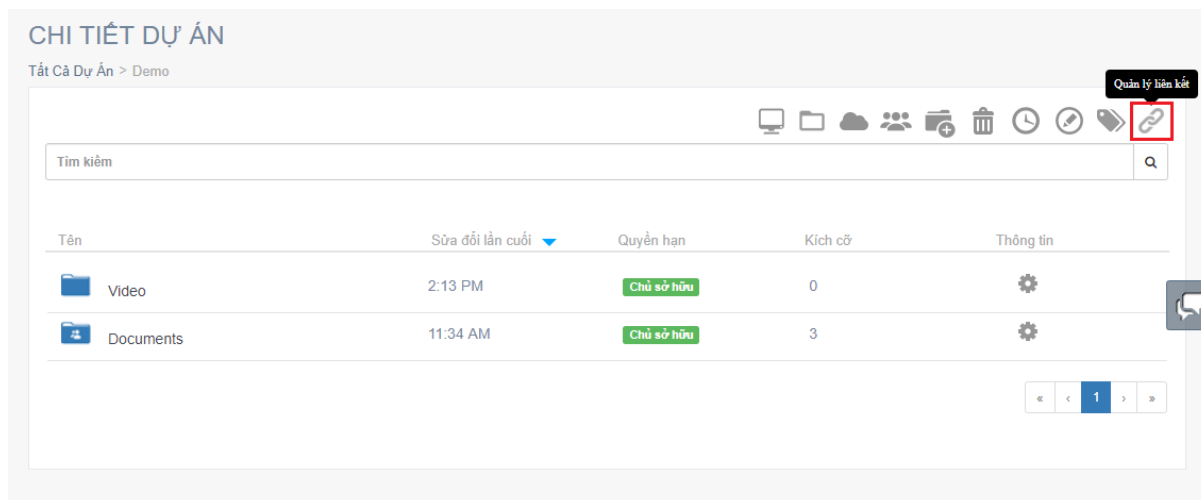 CHI TIẾT DỰ ÁN
Tất Cả Dự Án > Demo
Quản lý liên kết
Tìm kiếm
Tên Sửa đổi lần cuối Quyền hạn Kích cỡ Thông tin
Video 2:13 PM Chủ sở hữu 0
Documents 11:34 AM Chủ sở hữu 3
« ‹ 1 › »